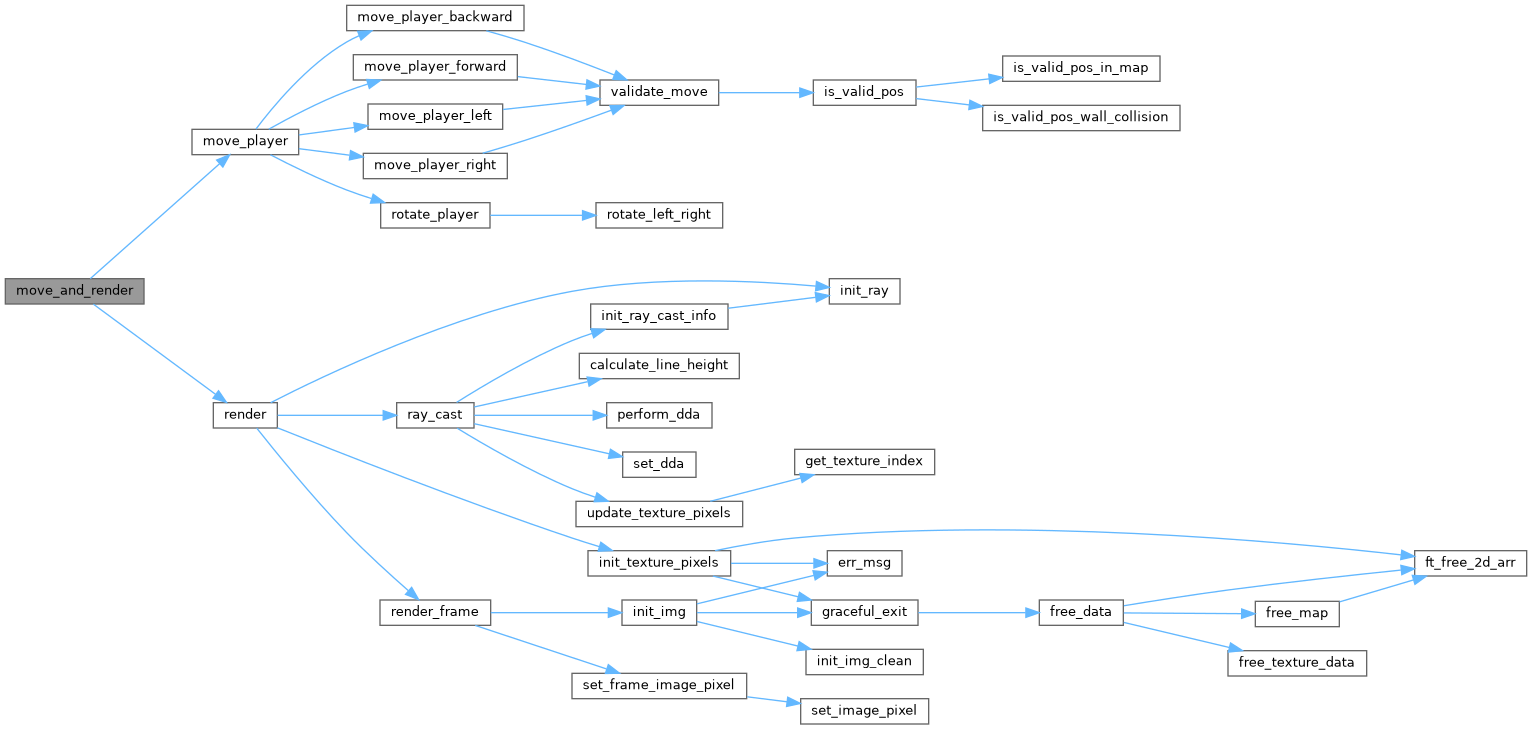 move_player_backward
move_player_forward
is_valid_pos_in_map
validate_move
is_valid_pos
move_player_left
is_valid_pos_wall_collision
move_player
move_player_right
rotate_player
rotate_left_right
move_and_render
init_ray
init_ray_cast_info
calculate_line_height
render
ray_cast
perform_dda
get_texture_index
set_dda
update_texture_pixels
init_texture_pixels
err_msg
ft_free_2d_arr
render_frame
init_img
graceful_exit
free_data
free_map
init_img_clean
free_texture_data
set_frame_image_pixel
set_image_pixel